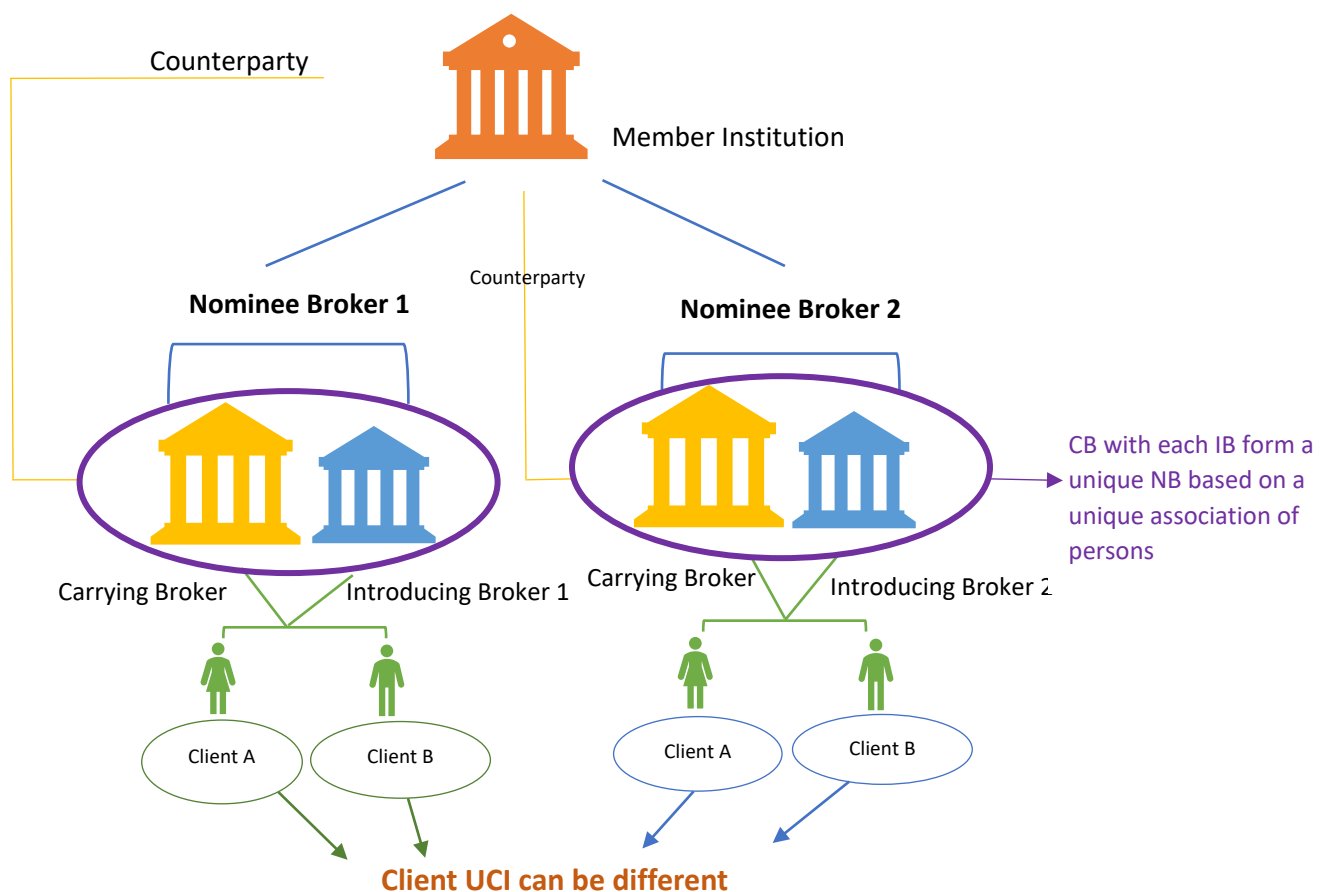 Counterparty
Member Institution
Counterparty
Nominee Broker 1
Nominee Broker 2
CB with each IB form a
unique NB based on a
unique association of
persons
Carrying Broker
Introducing Broker 1
Carrying Broker
Introducing Broker 2
Client A
Client B
Client A
Client B
Client UCI can be different